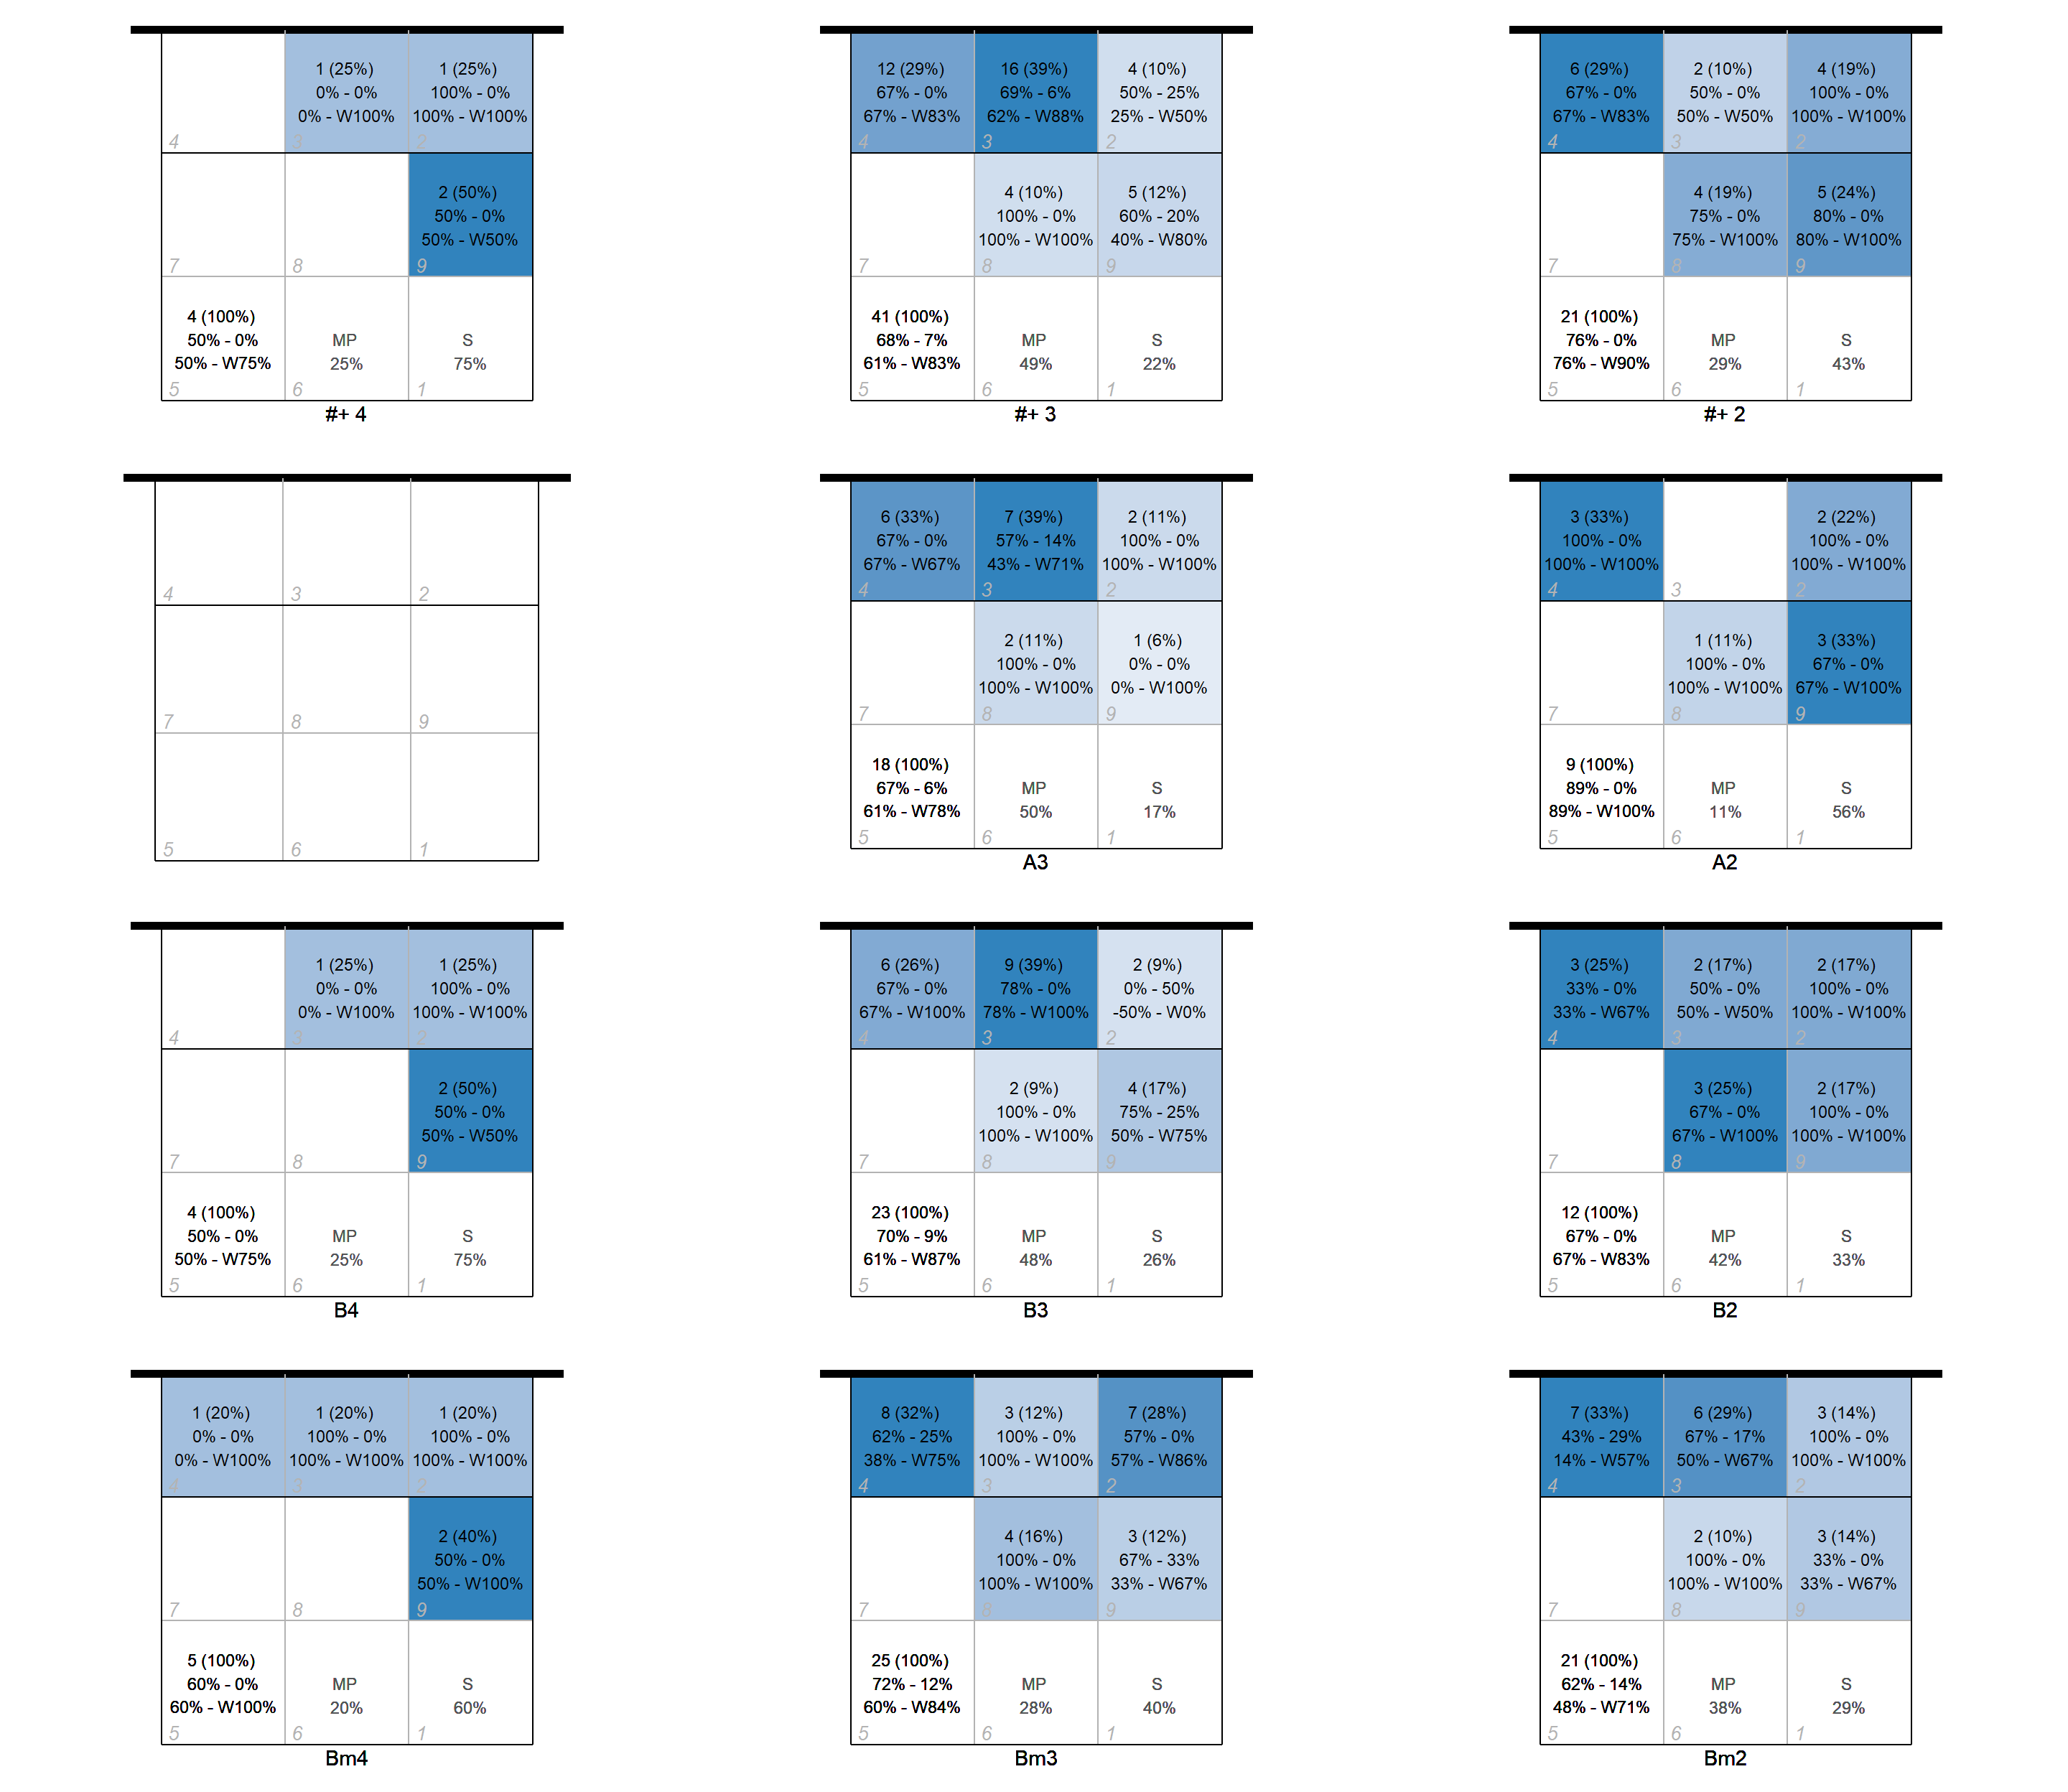 1 (25%)
0% - 0%
0% - W100%
1 (25%)
100% - 0%
100% - W100%
4
3
2
2 (50%)
50% - 0%
50% - W50%
7
8
9
4 (100%)
50% - 0%
50% - W75%
MP
25%
S
75%
5
6
1
#+ 4
12 (29%)
67% - 0%
67% - W83%
16 (39%)
69% - 6%
62% - W88%
4 (10%)
50% - 25%
25% - W50%
4
3
2
4 (10%)
100% - 0%
100% - W100%
5 (12%)
60% - 20%
40% - W80%
7
8
9
41 (100%)
68% - 7%
61% - W83%
MP
49%
S
22%
5
6
1
#+ 3
6 (29%)
67% - 0%
67% - W83%
2 (10%)
50% - 0%
50% - W50%
4 (19%)
100% - 0%
100% - W100%
4
3
2
4 (19%)
75% - 0%
75% - W100%
5 (24%)
80% - 0%
80% - W100%
7
8
9
21 (100%)
76% - 0%
76% - W90%
MP
29%
S
43%
5
6
1
#+ 2
4
3
2
7
8
9
5
6
1
6 (33%)
67% - 0%
67% - W67%
7 (39%)
57% - 14%
43% - W71%
2 (11%)
100% - 0%
100% - W100%
4
3
2
2 (11%)
100% - 0%
100% - W100%
1 (6%)
0% - 0%
0% - W100%
7
8
9
18 (100%)
67% - 6%
61% - W78%
MP
50%
S
17%
5
6
1
A3
3 (33%)
100% - 0%
100% - W100%
2 (22%)
100% - 0%
100% - W100%
4
3
2
1 (11%)
100% - 0%
100% - W100%
3 (33%)
67% - 0%
67% - W100%
7
8
9
9 (100%)
89% - 0%
89% - W100%
MP
11%
S
56%
5
6
1
A2
1 (25%)
0% - 0%
0% - W100%
1 (25%)
100% - 0%
100% - W100%
4
3
2
2 (50%)
50% - 0%
50% - W50%
7
8
9
4 (100%)
50% - 0%
50% - W75%
MP
25%
S
75%
5
6
1
B4
6 (26%)
67% - 0%
67% - W100%
9 (39%)
78% - 0%
78% - W100%
2 (9%)
0% - 50%
-50% - W0%
4
3
2
2 (9%)
100% - 0%
100% - W100%
4 (17%)
75% - 25%
50% - W75%
7
8
9
23 (100%)
70% - 9%
61% - W87%
MP
48%
S
26%
5
6
1
B3
3 (25%)
33% - 0%
33% - W67%
2 (17%)
50% - 0%
50% - W50%
2 (17%)
100% - 0%
100% - W100%
4
3
2
3 (25%)
67% - 0%
67% - W100%
2 (17%)
100% - 0%
100% - W100%
7
8
9
12 (100%)
67% - 0%
67% - W83%
MP
42%
S
33%
5
6
1
B2
1 (20%)
0% - 0%
0% - W100%
1 (20%)
100% - 0%
100% - W100%
1 (20%)
100% - 0%
100% - W100%
4
3
2
2 (40%)
50% - 0%
50% - W100%
7
8
9
5 (100%)
60% - 0%
60% - W100%
MP
20%
S
60%
5
6
1
Bm4
8 (32%)
62% - 25%
38% - W75%
3 (12%)
100% - 0%
100% - W100%
7 (28%)
57% - 0%
57% - W86%
4
3
2
4 (16%)
100% - 0%
100% - W100%
3 (12%)
67% - 33%
33% - W67%
7
8
9
25 (100%)
72% - 12%
60% - W84%
MP
28%
S
40%
5
6
1
Bm3
7 (33%)
43% - 29%
14% - W57%
6 (29%)
67% - 17%
50% - W67%
3 (14%)
100% - 0%
100% - W100%
4
3
2
2 (10%)
100% - 0%
100% - W100%
3 (14%)
33% - 0%
33% - W67%
7
8
9
21 (100%)
62% - 14%
48% - W71%
MP
38%
S
29%
5
6
1
Bm2